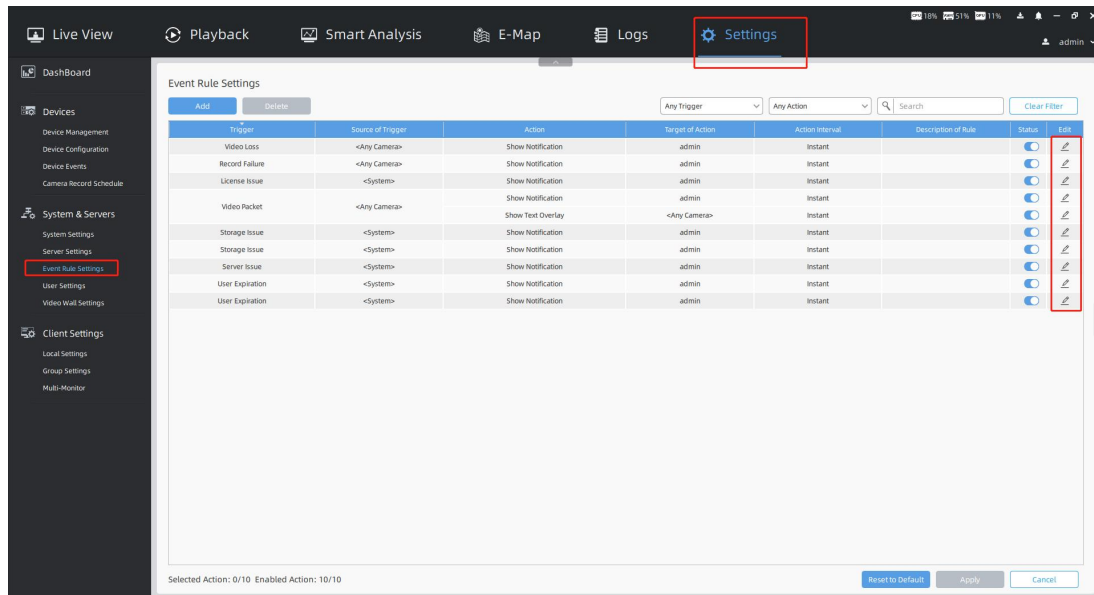 CPU 18% RAM 51% GPU 11%
Live View Playback Smart Analysis E-Map Logs Settings
admin
DashBoard
Devices
Device Management
Device Configuration
Device Events
Camera Record Schedule
System & Servers
System Settings
Server Settings
Event Rule Settings
User Settings
Video Wall Settings
Client Settings
Local Settings
Group Settings
Multi-Monitor
Event Rule Settings
Add Delete Any Trigger Any Action Search Clear Filter
Trigger Source of Trigger Action Target of Action Action Interval Description of Rule Status Edit
Video Loss <Any Camera> Show Notification admin Instant
Record Failure <Any Camera> Show Notification admin Instant
License Issue <System> Show Notification admin Instant
Video Packet <Any Camera> Show Notification admin Instant
Show Text Overlay <Any Camera> Instant
Storage Issue <System> Show Notification admin Instant
Storage Issue <System> Show Notification admin Instant
Server Issue <System> Show Notification admin Instant
User Expiration <System> Show Notification admin Instant
User Expiration <System> Show Notification admin Instant
Selected Action: 0/10 Enabled Action: 10/10 Reset to Default Apply Cancel